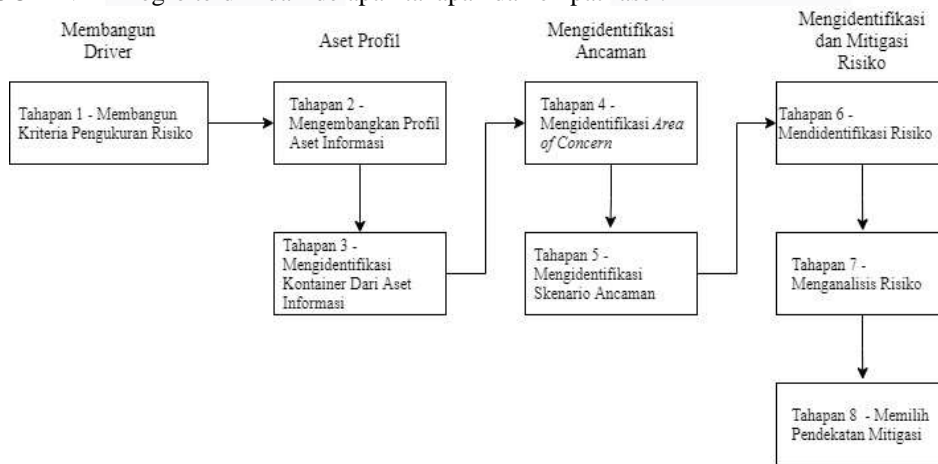 Membangun
Driver
Aset Profil
Mengidentifikasi
Ancaman
Mengidentifikasi
dan Mitigasi
Risiko
Tahapan 1 - Membangun
Kriteria Pengukuran Risiko
Tahapan 2 -
Mengembangkan Profil
Aset Informasi
Tahapan 3 -
Mengidentifikasi
Kontainer Dari Aset
Informasi
Tahapan 4 -
Mengidentifikasi Area
of Concern
Tahapan 5 -
Mengidentifikasi
Skenario Ancaman
Tahapan 6 -
Mendidentifikasi Risiko
Tahapan 7 -
Menganalisis Risiko
Tahapan 8 - Memilih
Pendekatan Mitigasi